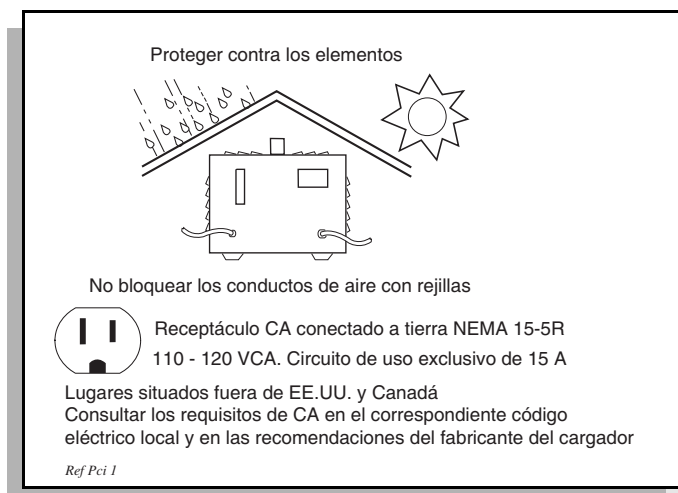 Proteger contra los elementos
No bloquear los conductos de aire con rejillas
Receptáculo CA conectado a tierra NEMA 15-5R
110 - 120 VCA. Circuito de uso exclusivo de 15 A
Lugares situados fuera de EE.UU. y Canadá
Consultar los requisitos de CA en el correspondiente código
eléctrico local y en las recomendaciones del fabricante del cargador
Ref Pci 1